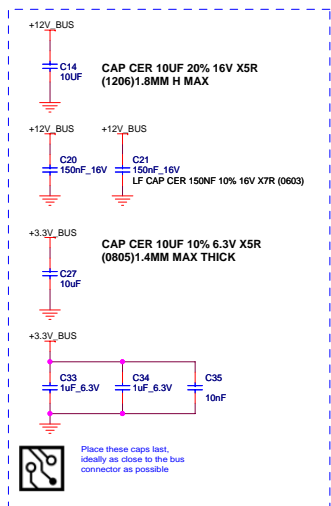 +12V_BUS
C14
10UF
CAP CER 10UF 20% 16V X5R
(1206)1.8MM H MAX
+12V_BUS
+12V_BUS
C20
150nF_16V
C21
150nF_16V
LF CAP CER 150NF 10% 16V X7R (0603)
+3.3V_BUS
CAP CER 10UF 10% 6.3V X5R
(0805)1.4MM MAX THICK
C27
10uF
+3.3V_BUS
C33
1uF_6.3V
C34
1uF_6.3V
C35
10nF
Place these caps last,
ideally as close to the bus
connector as possible